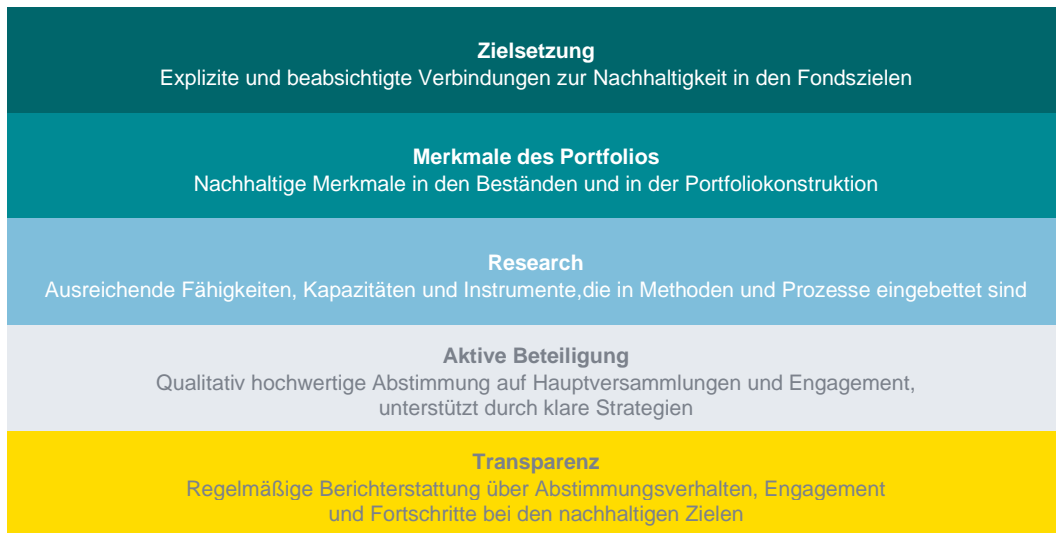 Zielsetzung
Explizite und beabsichtigte Verbindungen zur Nachhaltigkeit in den Fondszielen
Merkmale des Portfolios
Nachhaltige Merkmale in den Beständen und in der Portfoliokonstruktion
Research
Ausreichende Fähigkeiten, Kapazitäten und Instrumente,die in Methoden und Prozesse eingebettet sind
Aktive Beteiligung
Qualitativ hochwertige Abstimmung auf Hauptversammlungen und Engagement,
unterstützt durch klare Strategien
Transparenz
Regelmäßige Berichterstattung über Abstimmungsverhalten, Engagement
und Fortschritte bei den nachhaltigen Zielen